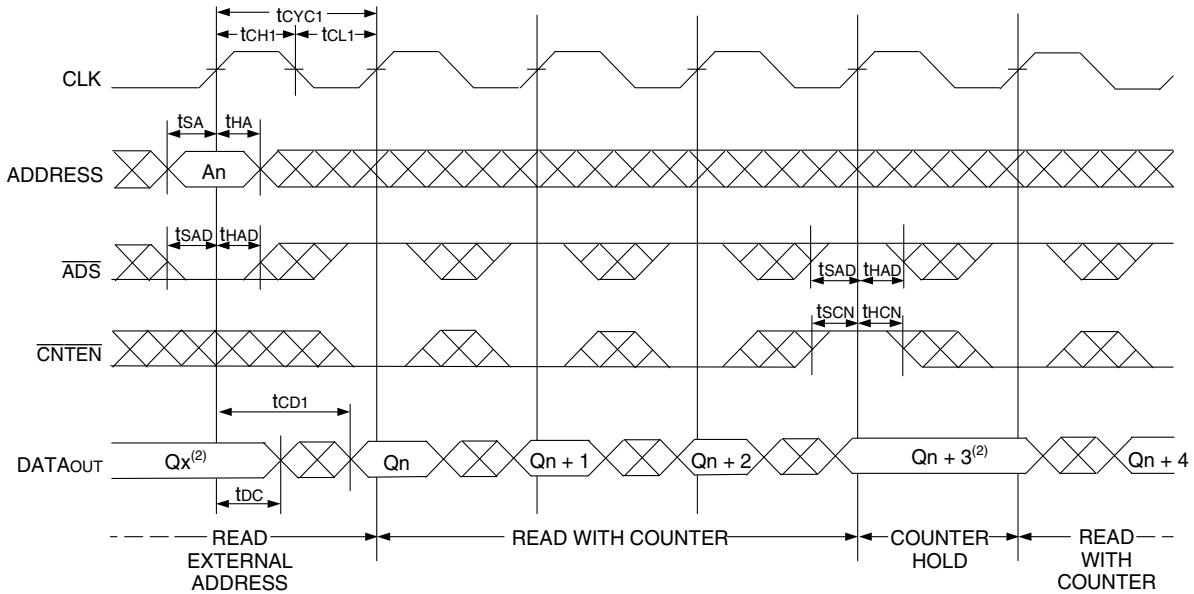 tCYC1
tCH1 tCL1
CLK
tSA tHA
ADDRESS An
tSAD tHAD
ADS
tSAD tHAD
tSCN tHCN
CNTEN
tCD1
DATAOUT Qx(2) Qn Qn + 1 Qn + 2 Qn + 3(2) Qn + 4
tDC
READ EXTERNAL ADDRESS
READ WITH COUNTER
COUNTER HOLD
READ WITH COUNTER